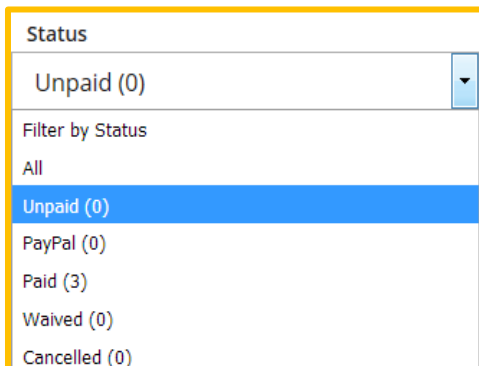 Status
Unpaid (0)
Filter by Status
All
Unpaid (0)
PayPal (0)
Paid (3)
Waived (0)
Cancelled (0)